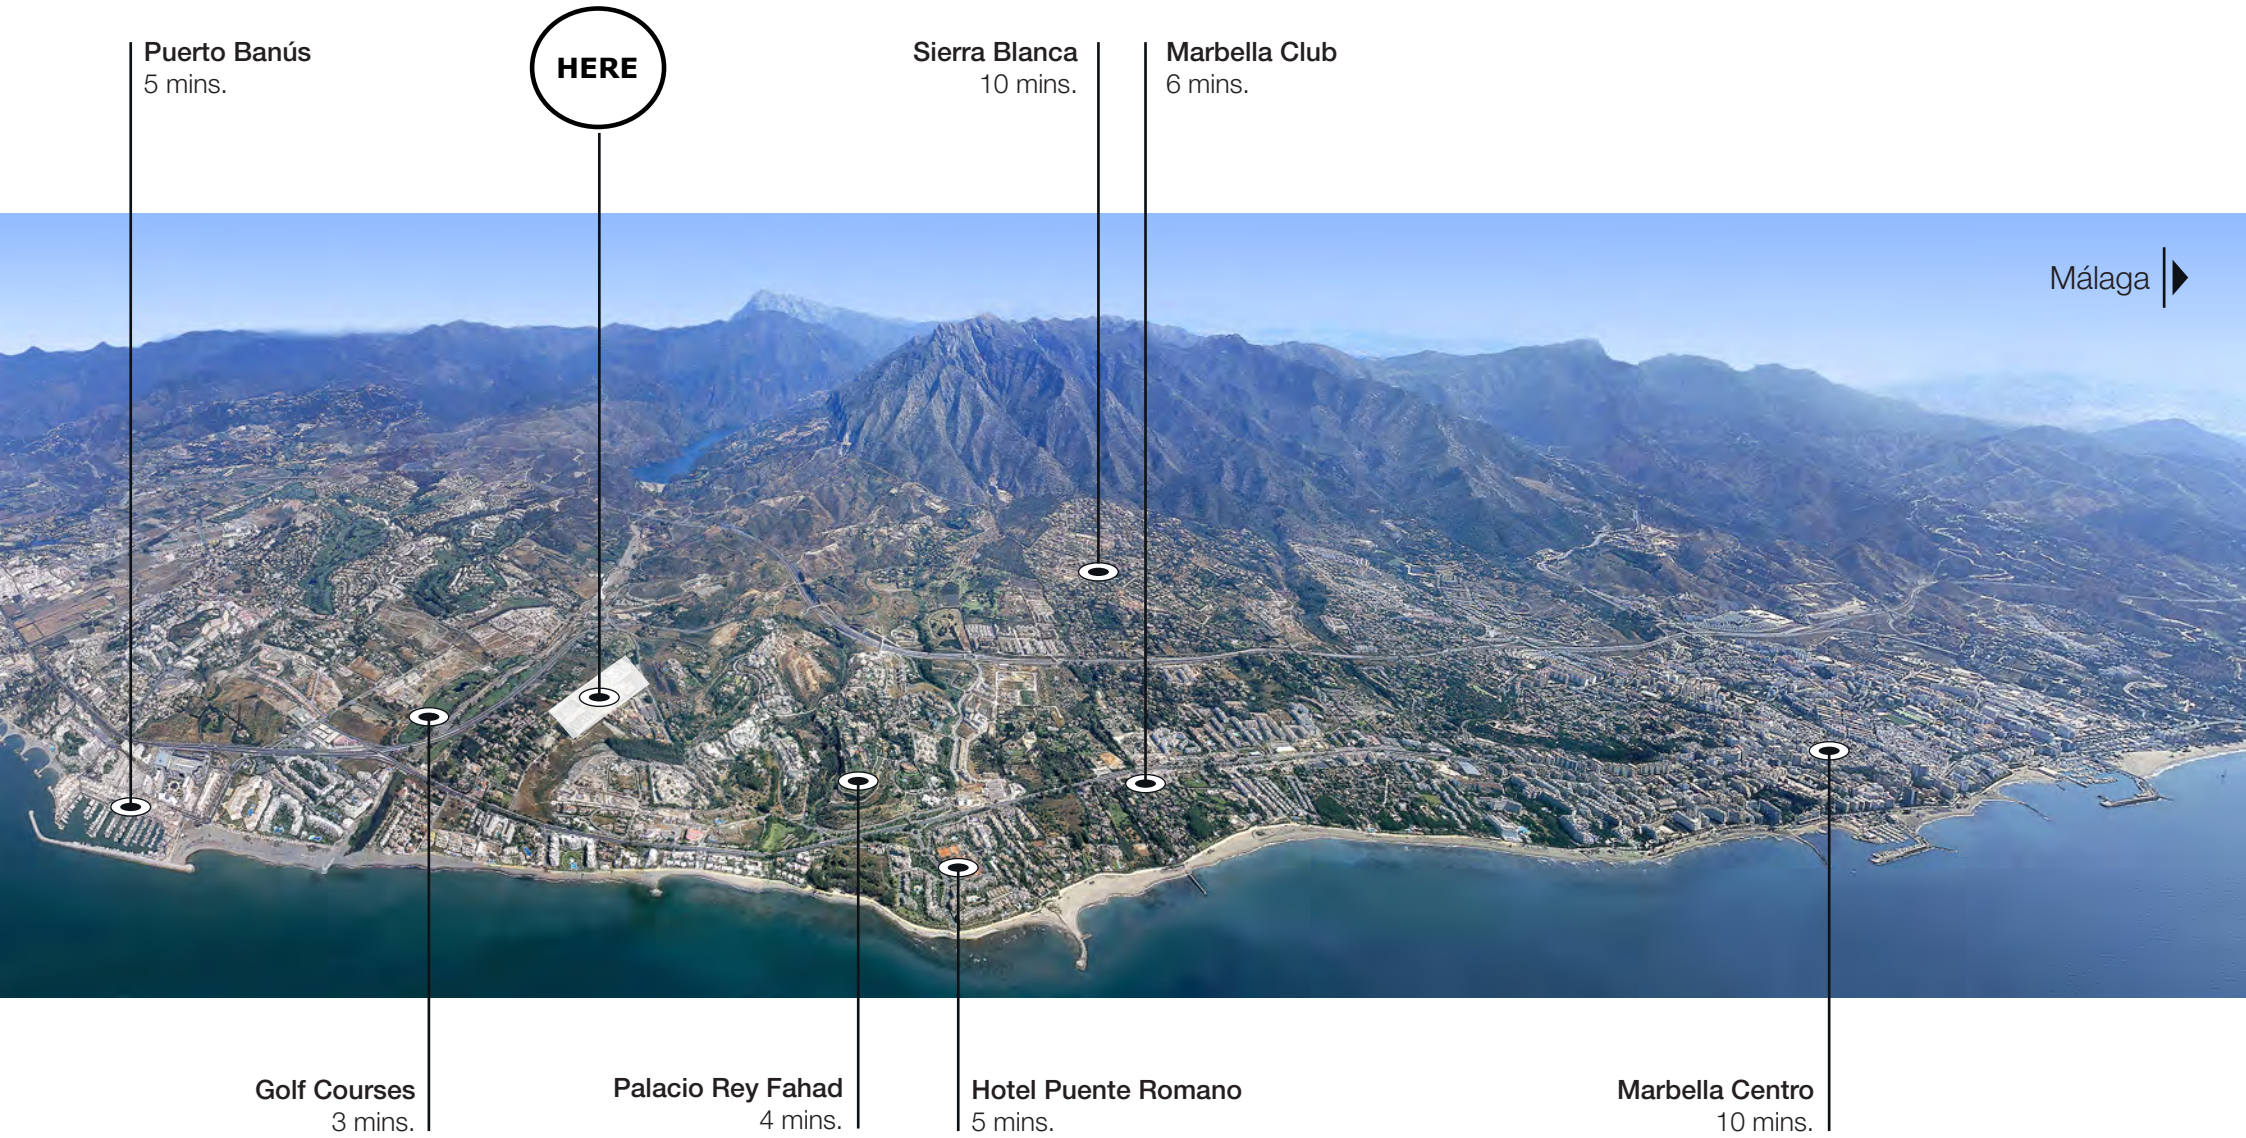 Puerto Banús
5 mins.
HERE
Sierra Blanca
10 mins.
Marbella Club
6 mins.
Málaga
Golf Courses
3 mins.
Palacio Rey Fahad
4 mins.
Hotel Puente Romano
5 mins.
Marbella Centro
10 mins.